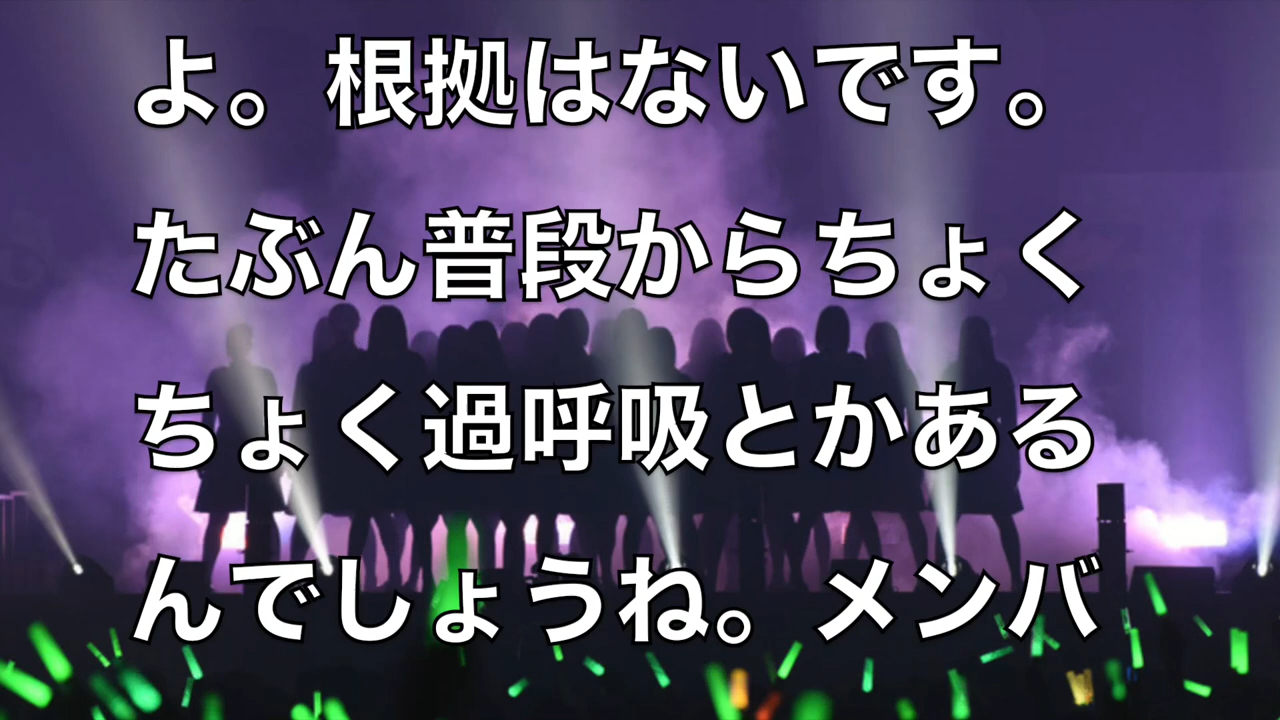 よ。根拠はないです。
たぶん普段からちょく
ちょく過呼吸とかある
んでしょうね。メンバ